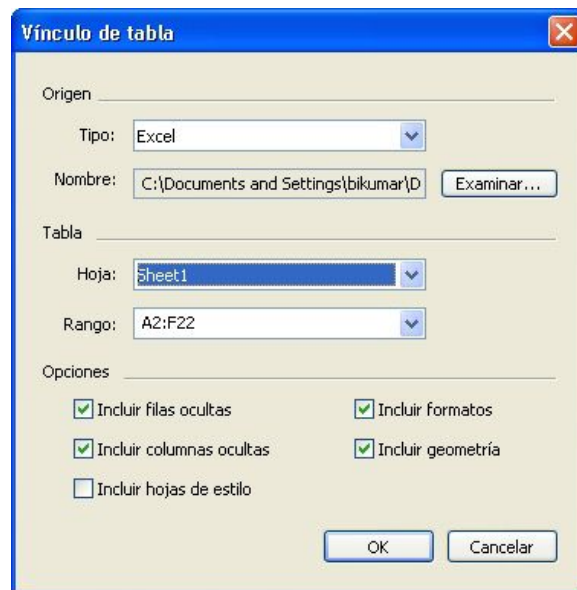 Vínculo de tabla
Origen
Tipo: Excel
Nombre: C:\Documents and Settings\bikumar\D Examinar...
Tabla
Hoja: Sheet1
Rango: A2:F22
Opciones
Incluir filas ocultas Incluir formatos
Incluir columnas ocultas Incluir geometría
Incluir hojas de estilo
OK Cancelar